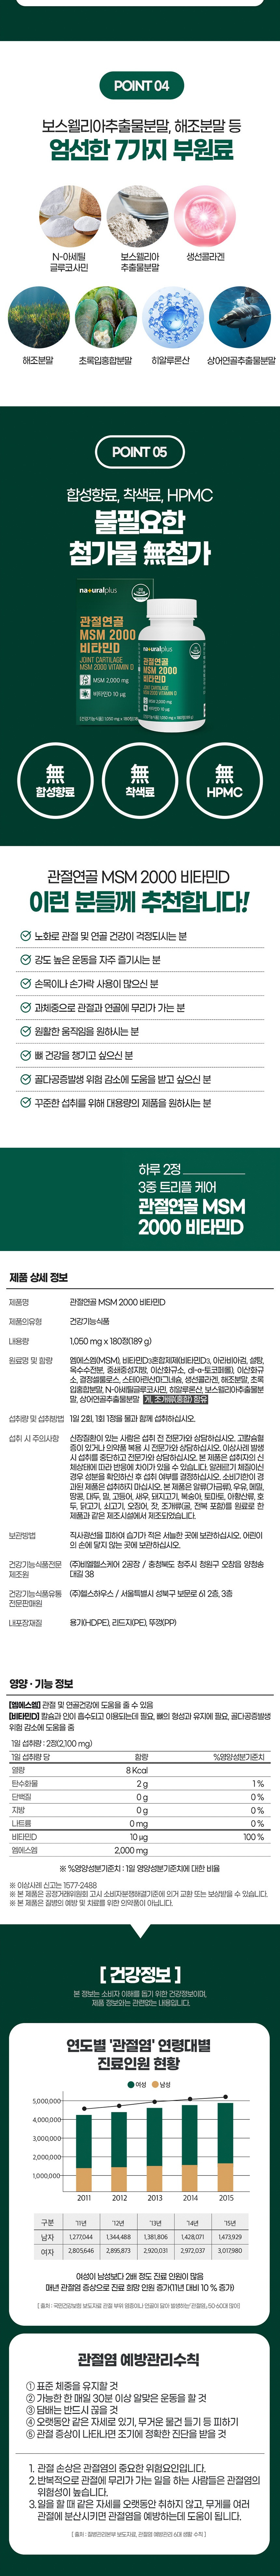 POINT 04
보스웰리아추출물분말, 해조분말 등
엄선한 7가지 부원료
N-아세틸
글루코사민
보스웰리아
추출물분말
생선콜라겐
해조분말
초록입홍합분말
히알루론산
상어연골추출물분말
POINT 05
합성향료, 착색료, HPMC
불필요한
첨가물 無첨가
na+uralplus
관절연골
MSM 2000
비타민D
JOINT CARTILAGE
MSM 2000 VITAMIN D
MSM 2,000 mg
비타민D 10 μg
na+uralplus
관절연골
MSM 2000
비타민D
JOINT CARTILAGE
MSM 2000 VITAMIN D
MSM 2,000 mg
비타민D 10 μg
無
합성향료
無
착색료
無
HPMC
관절연골 MSM 2000 비타민D
이런 분들께 추천합니다!
노화로 관절 및 연골 건강이 걱정되시는 분
강도 높은 운동을 자주 즐기시는 분
손목이나 손가락 사용이 많으신 분
과체중으로 관절과 연골에 무리가 가는 분
원활한 움직임을 원하시는 분
뼈 건강을 챙기고 싶으신 분
골다공증발생 위험 감소에 도움을 받고 싶으신 분
꾸준한 섭취를 위해 대용량의 제품을 원하시는 분
하루 2정
3중 트리플 케어
관절연골 MSM
2000 비타민D
제품 상세 정보
제품명 관절연골 MSM 2000 비타민D
제품의유형 건강기능식품
내용량 1,050 mg x 180정(189 g)
원료명 및 함량 엠에스엠(MSM), 비타민D3혼합제제(비타민D3, 아라비아검, 설탕,
옥수수전분, 중쇄중성지방, 이산화규소, dl-α-토코페롤), 이산화규
소, 결정셀룰로스, 스테아린산마그네슘, 생선콜라겐, 해조분말, 초록
입홍합분말, N-아세틸글루코사민, 히알루론산, 보스웰리아추출물분
말, 상어연골추출물분말 게, 조개류(홍합) 함유
섭취량 및 섭취방법 1일 2회, 1회 1정을 물과 함께 섭취하십시오.
섭취 시 주의사항 신장질환이 있는 사람은 섭취 전 전문가와 상담하십시오. 고칼슘혈
증이 있거나 의약품 복용 시 전문가와 상담하십시오. 이상사례 발생
시 섭취를 중단하고 전문가와 상담하십시오. 본 제품은 섭취자의 신
체상태에 따라 반응에 차이가 있을 수 있습니다. 알레르기 체질이신
경우 성분을 확인하신 후 섭취 여부를 결정하십시오. 소비기한이 경
과된 제품은 섭취하지 마십시오. 본 제품은 알류(가금류), 우유, 메밀,
땅콩, 대두, 밀, 고등어, 새우, 돼지고기, 복숭아, 토마토, 아황산류, 호
두, 닭고기, 쇠고기, 오징어, 잣, 조개류(굴, 전복 포함)를 원료로 한
제품과 같은 제조시설에서 제조되었습니다.
보관방법 직사광선을 피하여 습기가 적은 서늘한 곳에 보관하십시오. 어린이
의 손에 닿지 않는 곳에 보관하십시오.
건강기능식품전문
제조원
(주)비엘헬스케어 2공장 / 충청북도 청주시 청원구 오창읍 양청송
대길 38
건강기능식품유통
전문판매원
(주)헬스하우스 / 서울특별시 성북구 보문로 61 2층, 3층
내포장재질 용기(HDPE), 리드지(PE), 뚜껑(PP)
영양 · 기능 정보
[엠에스엠] 관절 및 연골건강에 도움을 줄 수 있음
[비타민D] 칼슘과 인이 흡수되고 이용되는데 필요, 뼈의 형성과 유지에 필요, 골다공증발생
위험 감소에 도움을 줌
1일 섭취량 : 2정(2,100 mg)
1일 섭취량 당 함량 %영양성분기준치
열량 8 Kcal
탄수화물 2 g 1 %
단백질 0 g 0 %
지방 0 g 0 %
나트륨 0 mg 0 %
비타민D 10 μg 100 %
엠에스엠 2,000 mg
※ %영양성분기준치 : 1일 영양성분기준치에 대한 비율
※ 이상사례 신고는 1577-2488
※ 본 제품은 공정거래위원회 고시 소비자분쟁해결기준에 의거 교환 또는 보상받을 수 있습니다.
※ 본 제품은 질병의 예방 및 치료를 위한 의약품이 아닙니다.
[ 건강정보 ]
본 정보는 소비자 이해를 돕기 위한 건강정보이며,
제품 정보와는 관련없는 내용입니다.
연도별 '관절염' 연령대별
진료인원 현황
여성 남성
5,000,000
4,000,000
3,000,000
2,000,000
1,000,000
2011 2012 2013 2014 2015
구분 '11년 '12년 '13년 '14년 '15년
남자 1,277,044 1,344,488 1,381,806 1,428,071 1,473,929
여자 2,805,646 2,895,873 2,920,031 2,972,037 3,017,980
여성이 남성보다 2배 정도 진료 인원이 많음
매년 관절염 증상으로 진료 희망 인원 증가(11년 대비 10 % 증가)
[ 출처 : 국민건강보험 보도자료 관절 부위 염증이나 연골이 닳아 발생하는'관절염', 50·60대 많아]
관절염 예방관리수칙
① 표준 체중을 유지할 것
② 가능한 한 매일 30분 이상 알맞은 운동을 할 것
③ 담배는 반드시 끊을 것
④ 오랫동안 같은 자세로 있기, 무거운 물건 들기 등 피하기
⑤ 관절 증상이 나타나면 조기에 정확한 진단을 받을 것
1. 관절 손상은 관절염의 중요한 위험요인입니다.
2. 반복적으로 관절에 무리가 가는 일을 하는 사람들은 관절염의
위험성이 높습니다.
3. 일을 할 때 같은 자세를 오랫동안 취하지 않고, 무게를 여러
관절에 분산시키면 관절염을 예방하는데 도움이 됩니다.
[ 출처 : 질병관리본부 보도자료, 관절염 예방관리 6대 생활 수칙 ]